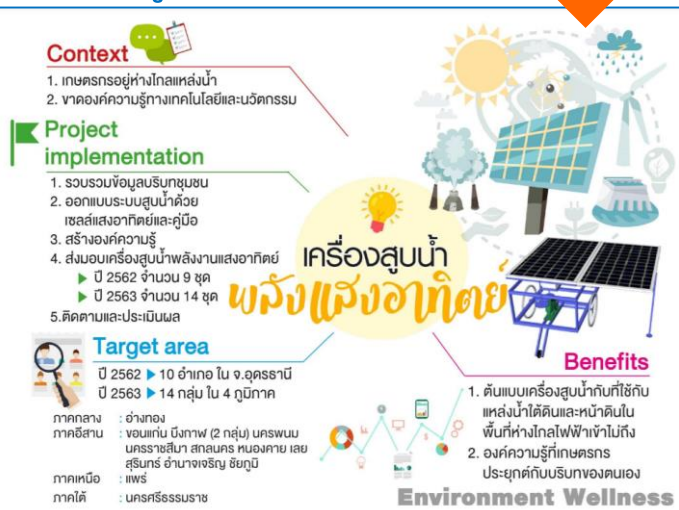 Context
1. เกษตรกรอยู่ห่างไกลแหล่งน้ำ
2. ขาดองค์ความรู้ทางเทคโนโลยีและนวัตกรรม
Project
implementation
1. รวบรวมข้อมูลบริบทชุมชน
2. ออกแบบระบบสูบน้ำด้วย
เซลล์แสงอาทิตย์และคู่มือ
3. สร้างองค์ความรู้
4. ส่งมอบเครื่องสูบน้ำพลังงานแสงอาทิตย์
ปี 2562 จำนวน 9 ชุด
ปี 2563 จำนวน 14 ชุด
5.ติดตามและประเมินผล
เครื่องสูบน้ำ
พลังแสงอาทิตย์
Target area
ปี 2562 10 อำเภอ ใน จ.อุดรธานี
ปี 2563 14 กลุ่ม ใน 4 ภูมิภาค
ภาคกลาง : อ่างทอง
ภาคอีสาน : ขอนแก่น บึงกาฬ (2 กลุ่ม) นครพนม
นครราชสีมา สกลนคร หนองคาย เลย
สุรินทร์ อำนาจเจริญ ชัยภูมิ
ภาคเหนือ : แพร่
ภาคใต้ : นครศรีธรรมราช
Benefits
1. ต้นแบบเครื่องสูบน้ำกับที่ใช้กับ
แหล่งน้ำใต้ดินและหน้าดินใน
พื้นที่ห่างไกลไฟฟ้าเข้าไม่ถึง
2. องค์ความรู้ที่เกษตรกร
ประยุกต์กับบริบทของตนเอง
Environment Wellness